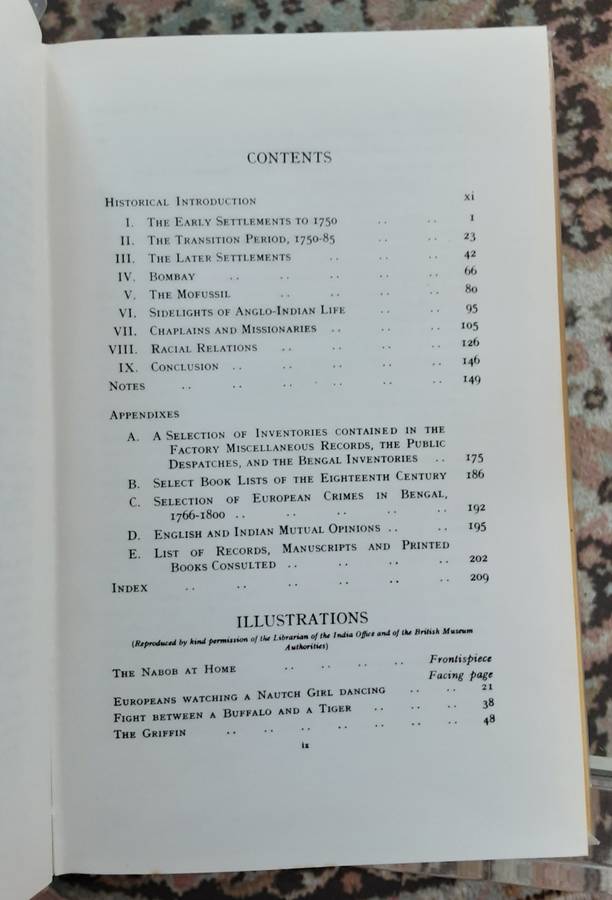 CONTENTS
HISTORICAL INTRODUCTION xi
I. THE EARLY SETTLEMENTS TO 1750 .. .. 1
II. THE TRANSITION PERIOD, 1750-85 .. .. 23
III. THE LATER SETTLEMENTS .. .. .. 42
IV. BOMBAY .. .. .. .. .. 66
V. THE MOFUSSIL .. .. .. .. 80
VI. SIDELIGHTS OF ANGLO-INDIAN LIFE .. .. 95
VII. CHAPLAINS AND MISSIONARIES .. .. .. 105
VIII. RACIAL RELATIONS .. .. .. .. 126
IX. CONCLUSION .. .. .. .. .. 146
NOTES .. .. .. .. .. .. 149
APPENDIXES
A. A SELECTION OF INVENTORIES CONTAINED IN THE
FACTORY MISCELLANEOUS RECORDS, THE PUBLIC
DESPATCHES, AND THE BENGAL INVENTORIES .. 175
B. SELECT BOOK LISTS OF THE EIGHTEENTH CENTURY 186
C. SELECTION OF EUROPEAN CRIMES IN BENGAL,
1766-1800 .. .. .. .. .. 192
D. ENGLISH AND INDIAN MUTUAL OPINIONS .. .. 195
E. LIST OF RECORDS, MANUSCRIPTS AND PRINTED
BOOKS CONSULTED .. .. .. .. 202
INDEX .. .. .. .. .. .. 209
ILLUSTRATIONS
(Reproduced by kind permission of the Librarian of the India Office and of the British Museum
Authorities)
THE NABOB AT HOME .. .. .. .. Frontispiece
Facing page
EUROPEANS WATCHING A NAUTCH GIRL DANCING .. .. 21
FIGHT BETWEEN A BUFFALO AND A TIGER .. .. .. 38
THE GRIFFIN .. .. .. .. .. .. .. 48
ix